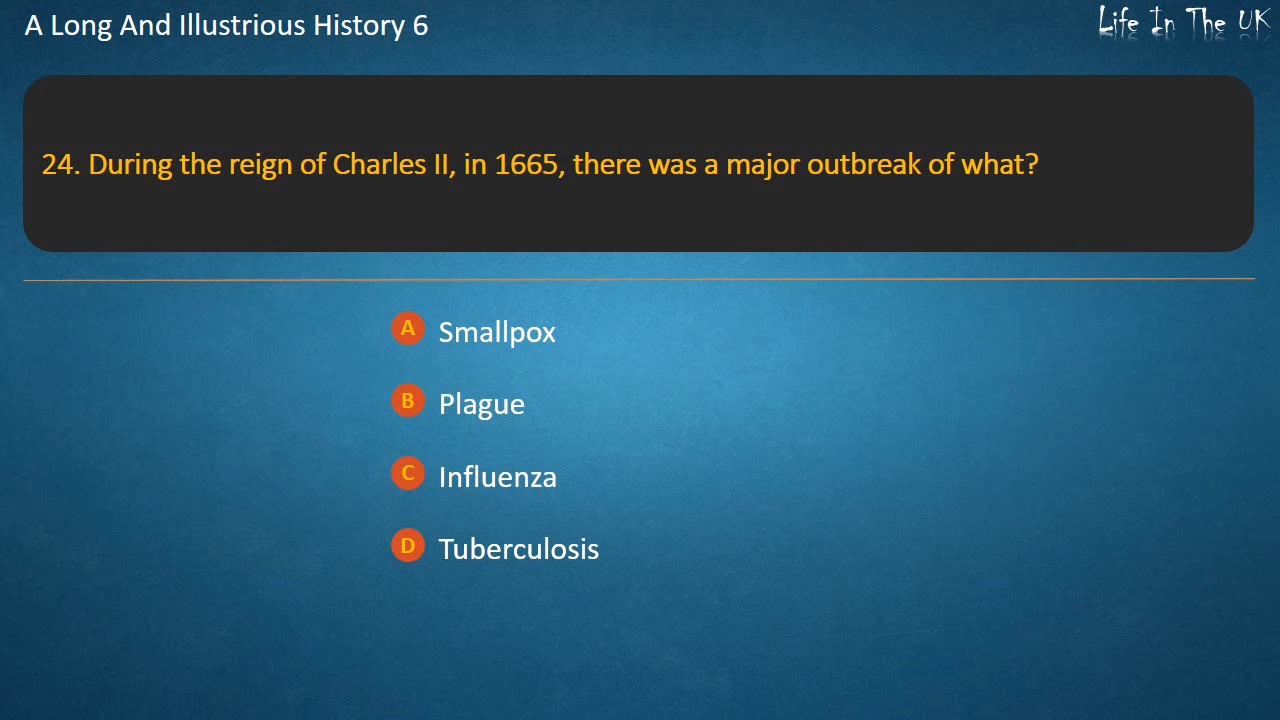 A Long And Illustrious History 6
Life In The UK
24. During the reign of Charles II, in 1665, there was a major outbreak of what?
A Smallpox
B Plague
C Influenza
D Tuberculosis